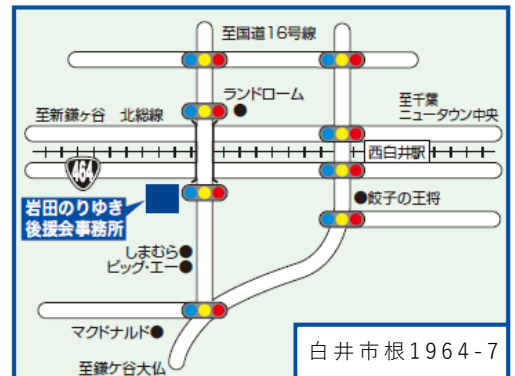 至国道16号線
ランドローム
至千葉
ニュータウン中央
至新鎌ヶ谷 北総線
西白井駅
464
岩田のりゆき
後援会事務所
餃子の王将
しまむら
ビッグ・エー
マクドナルド
至鎌ケ谷大仏
白井市根1964-7